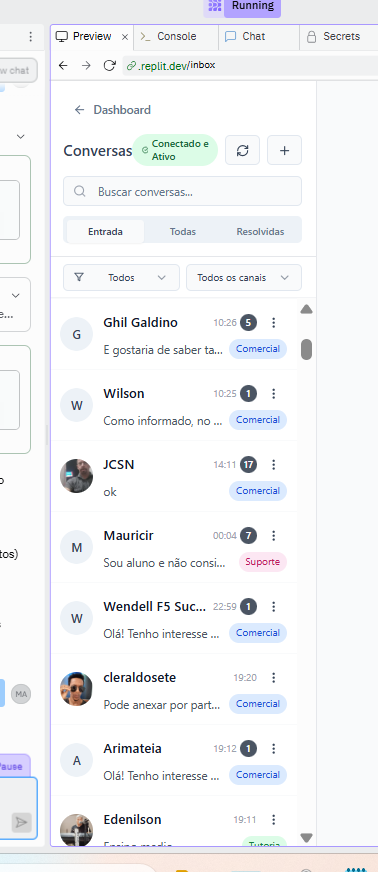 Running
Preview
Console
Chat
Secrets
w chat
.replit.dev/inbox
Dashboard
Conversas
Conectado e
Ativo
Buscar conversas...
Entrada
Todas
Resolvidas
Todos
Todos os canais
e...
G
Ghil Galdino
10:26
5
E gostaria de saber ta...
Comercial
W
Wilson
10:25
1
Como informado, no ...
Comercial
JCSN
14:11
17
ok
Comercial
o
M
Mauricir
00:04
7
Sou aluno e não consi...
Suporte
tos)
W
Wendell F5 Suc...
22:59
1
Olá! Tenho interesse ...
Comercial
s
cleraldosete
19:20
Pode anexar por part...
Comercial
MA
A
Arimateia
19:12
1
Olá! Tenho interesse ...
Comercial
ause
Edenilson
19:11
Ensino medio
Tutoria